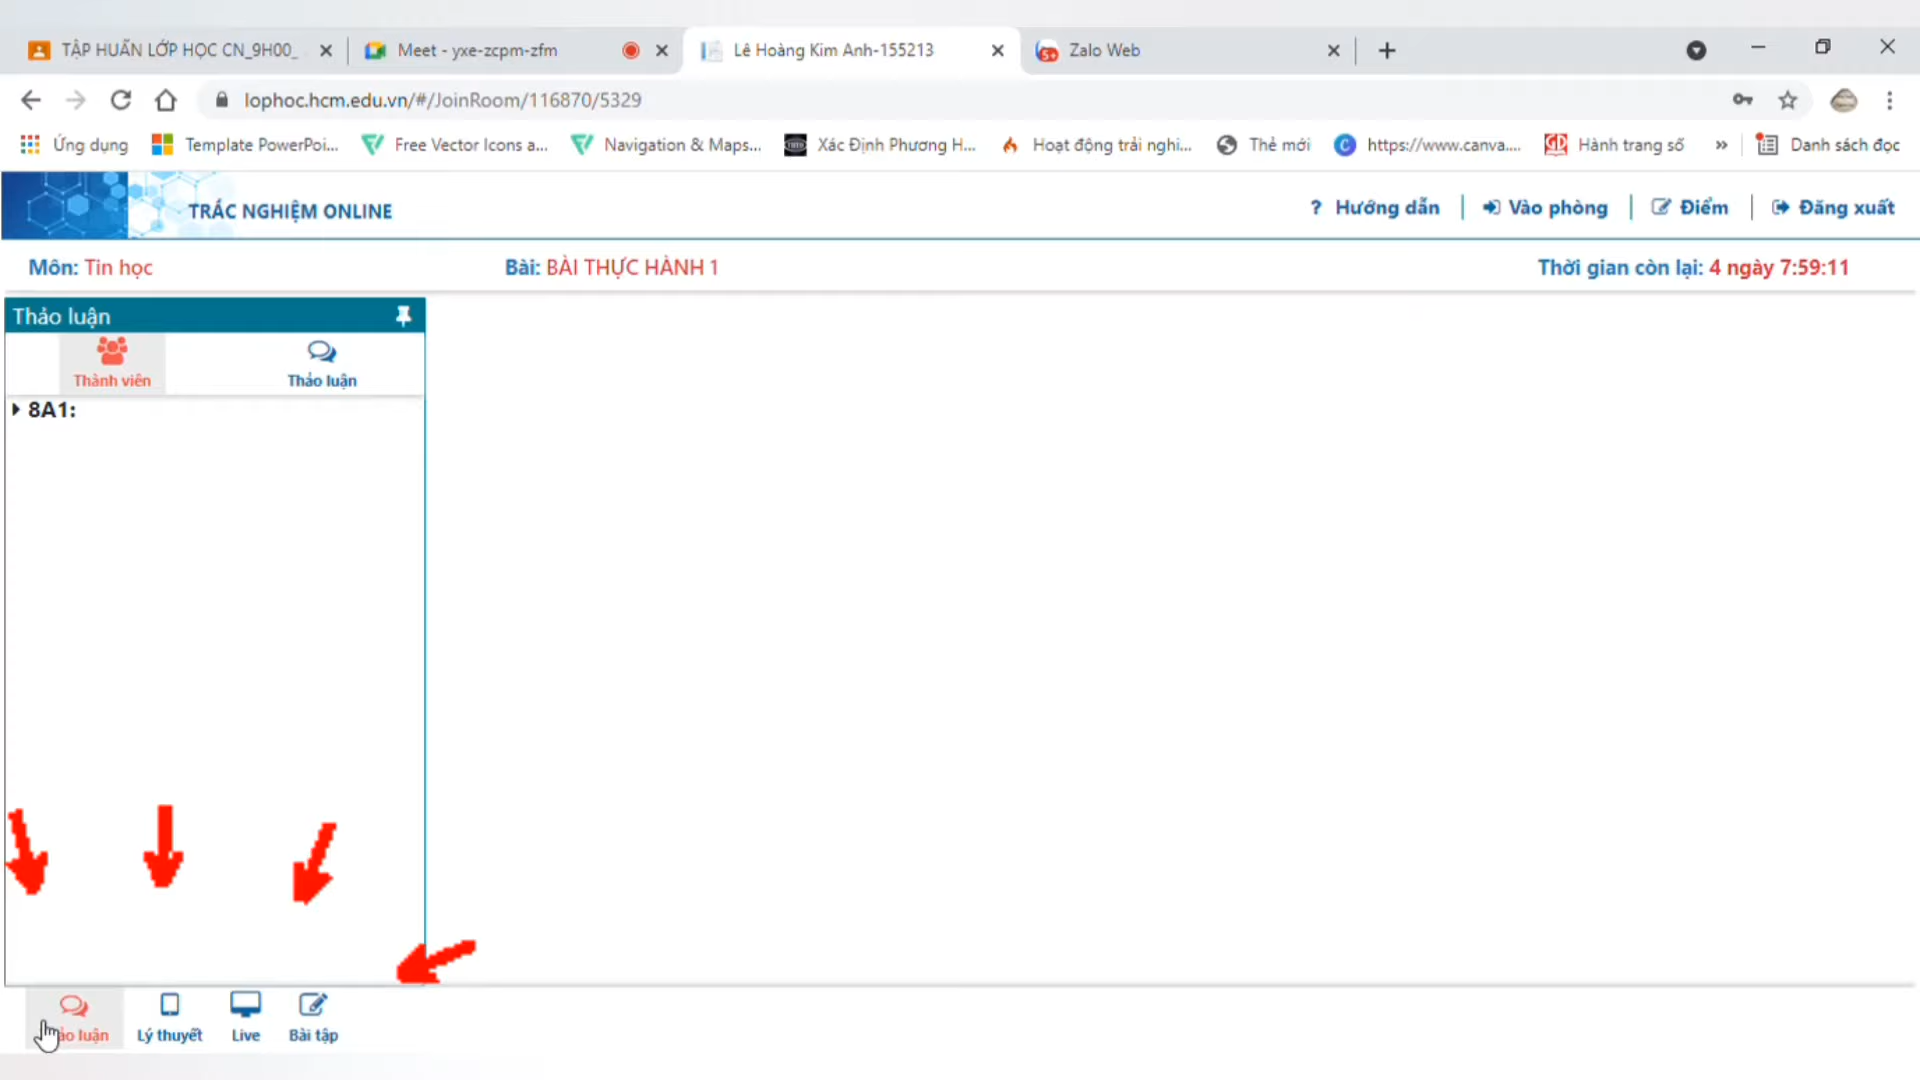 TẬP HUẤN LỚP HỌC CN_9H00_
Meet - yxe-zcpm-zfm
Lê Hoàng Kim Anh-155213
Zalo Web
lophoc.hcm.edu.vn/#/JoinRoom/116870/5329
Ứng dụng
Template PowerPoi...
Free Vector Icons a...
Navigation & Maps...
Xác Định Phương H...
Hoạt động trải nghi...
Thẻ mới
https://www.canva....
Hành trang số
»
Danh sách đọc
TRẮC NGHIỆM ONLINE
? Hướng dẫn
Vào phòng
Điểm
Đăng xuất
Môn: Tin học
Bài: BÀI THỰC HÀNH 1
Thời gian còn lại: 4 ngày 7:59:11
Thảo luận
Thành viên
Thảo luận
8A1:
ảo luận
Lý thuyết
Live
Bài tập